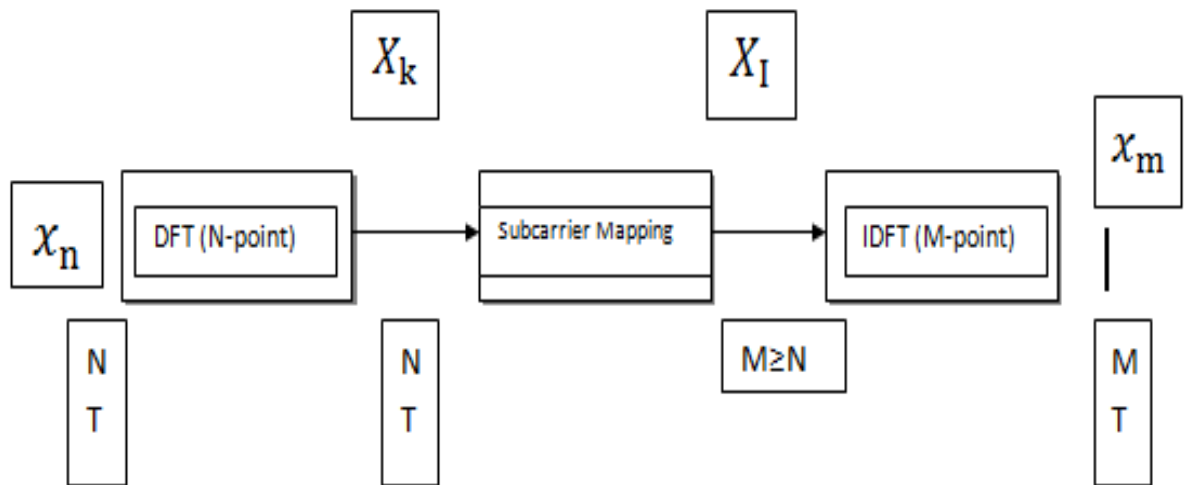 X_k
X_I
x_m
x_n
DFT (N-point)
Subcarrier Mapping
IDFT (M-point)
N
T
N
T
M≥N
M
T